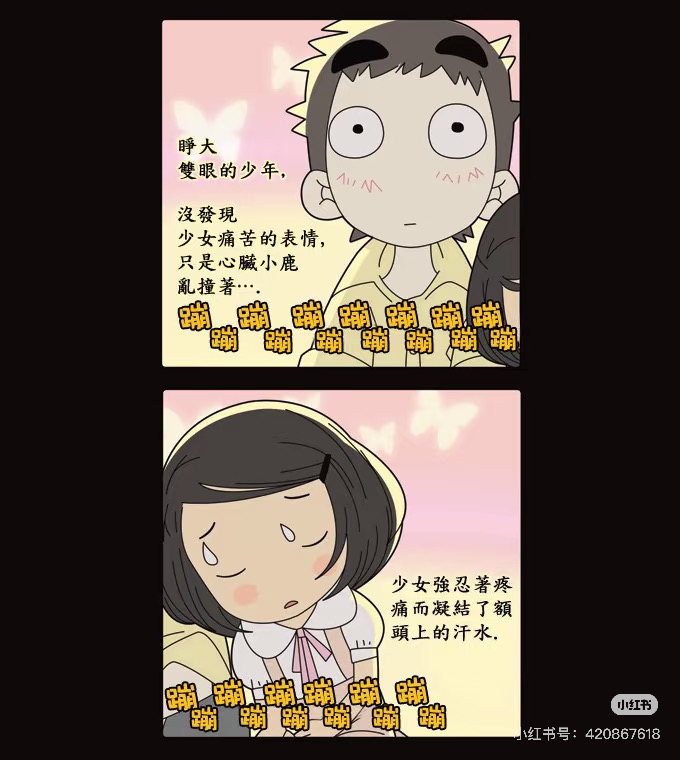 睜大
雙眼的少年,
沒發現
少女痛苦的表情,
只是心臟小鹿
亂撞著….
蹦 蹦 蹦 蹦 蹦 蹦 蹦
蹦 蹦 蹦 蹦 蹦 蹦 蹦
少女強忍著疼
痛而凝結了額
頭上的汗水.
蹦 蹦 蹦 蹦 蹦 蹦
蹦 蹦 蹦 蹦 蹦 蹦
小红书
小红书号：420867618